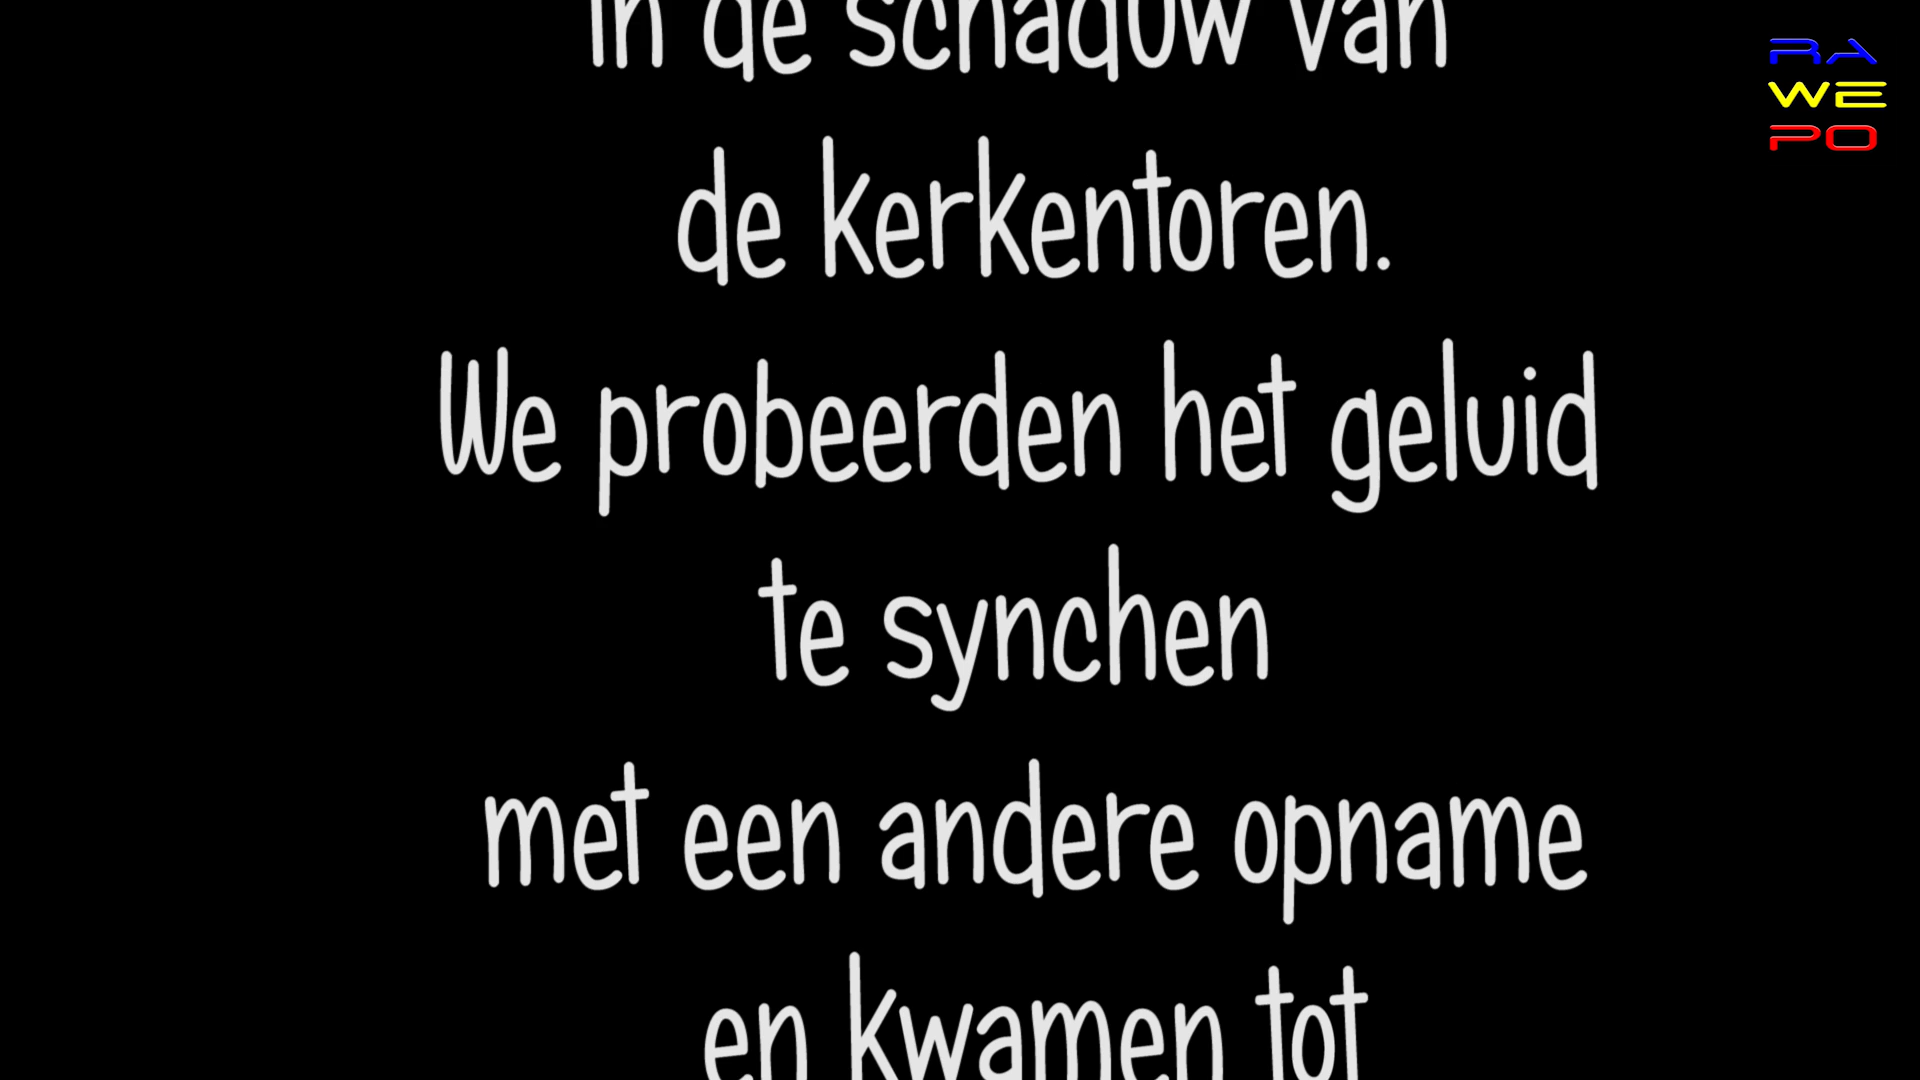 in de schaduw van
de kerkentoren.
We probeerden het geluid
te synchen
met een andere opname
en kwamen tot
RA
WE
PO